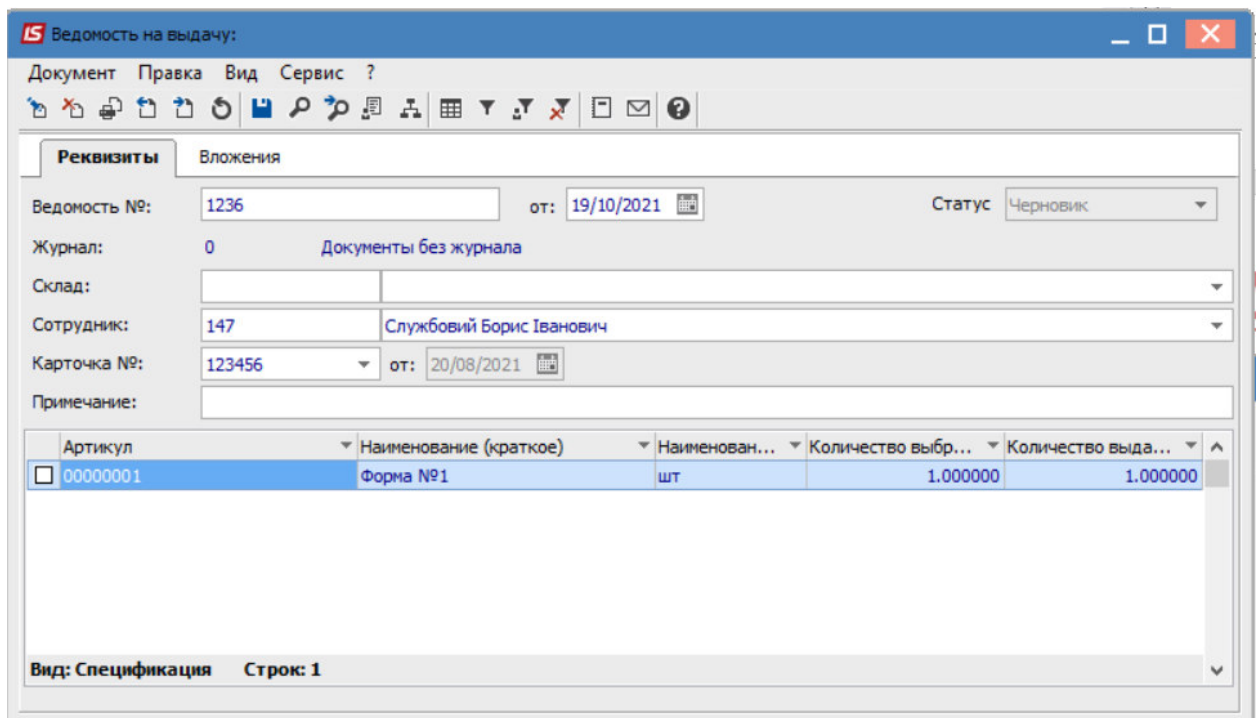 Ведомость на выдачу:
Документ Правка Вид Сервис ?
Реквизиты Вложения
Ведомость №: 1236 от: 19/10/2021 Статус Черновик
Журнал: 0 Документы без журнала
Склад:
Сотрудник: 147 Службовий Борис Іванович
Карточка №: 123456 от: 20/08/2021
Примечание:
Артикул Наименование (краткое) Наименован... Количество выбр... Количество выда...
00000001 Форма №1 шт 1.000000 1.000000
Вид: Спецификация Строк: 1